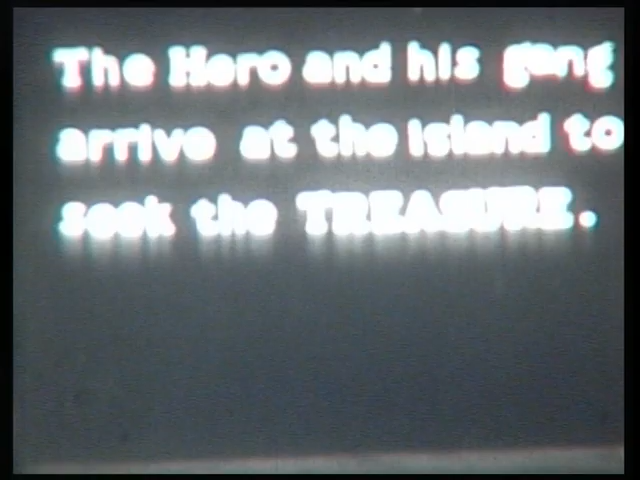 The Hero and his gang
arrive at the island to
seek the TREASURE.